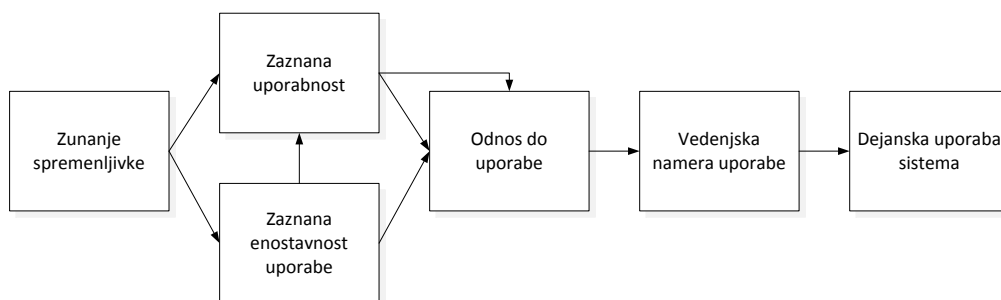 Zunanje
spremenljivke
Zaznana
uporabnost
Zaznana
enostavnost
uporabe
Odnos do
uporabe
Vedenjska
namera uporabe
Dejanska uporaba
sistema